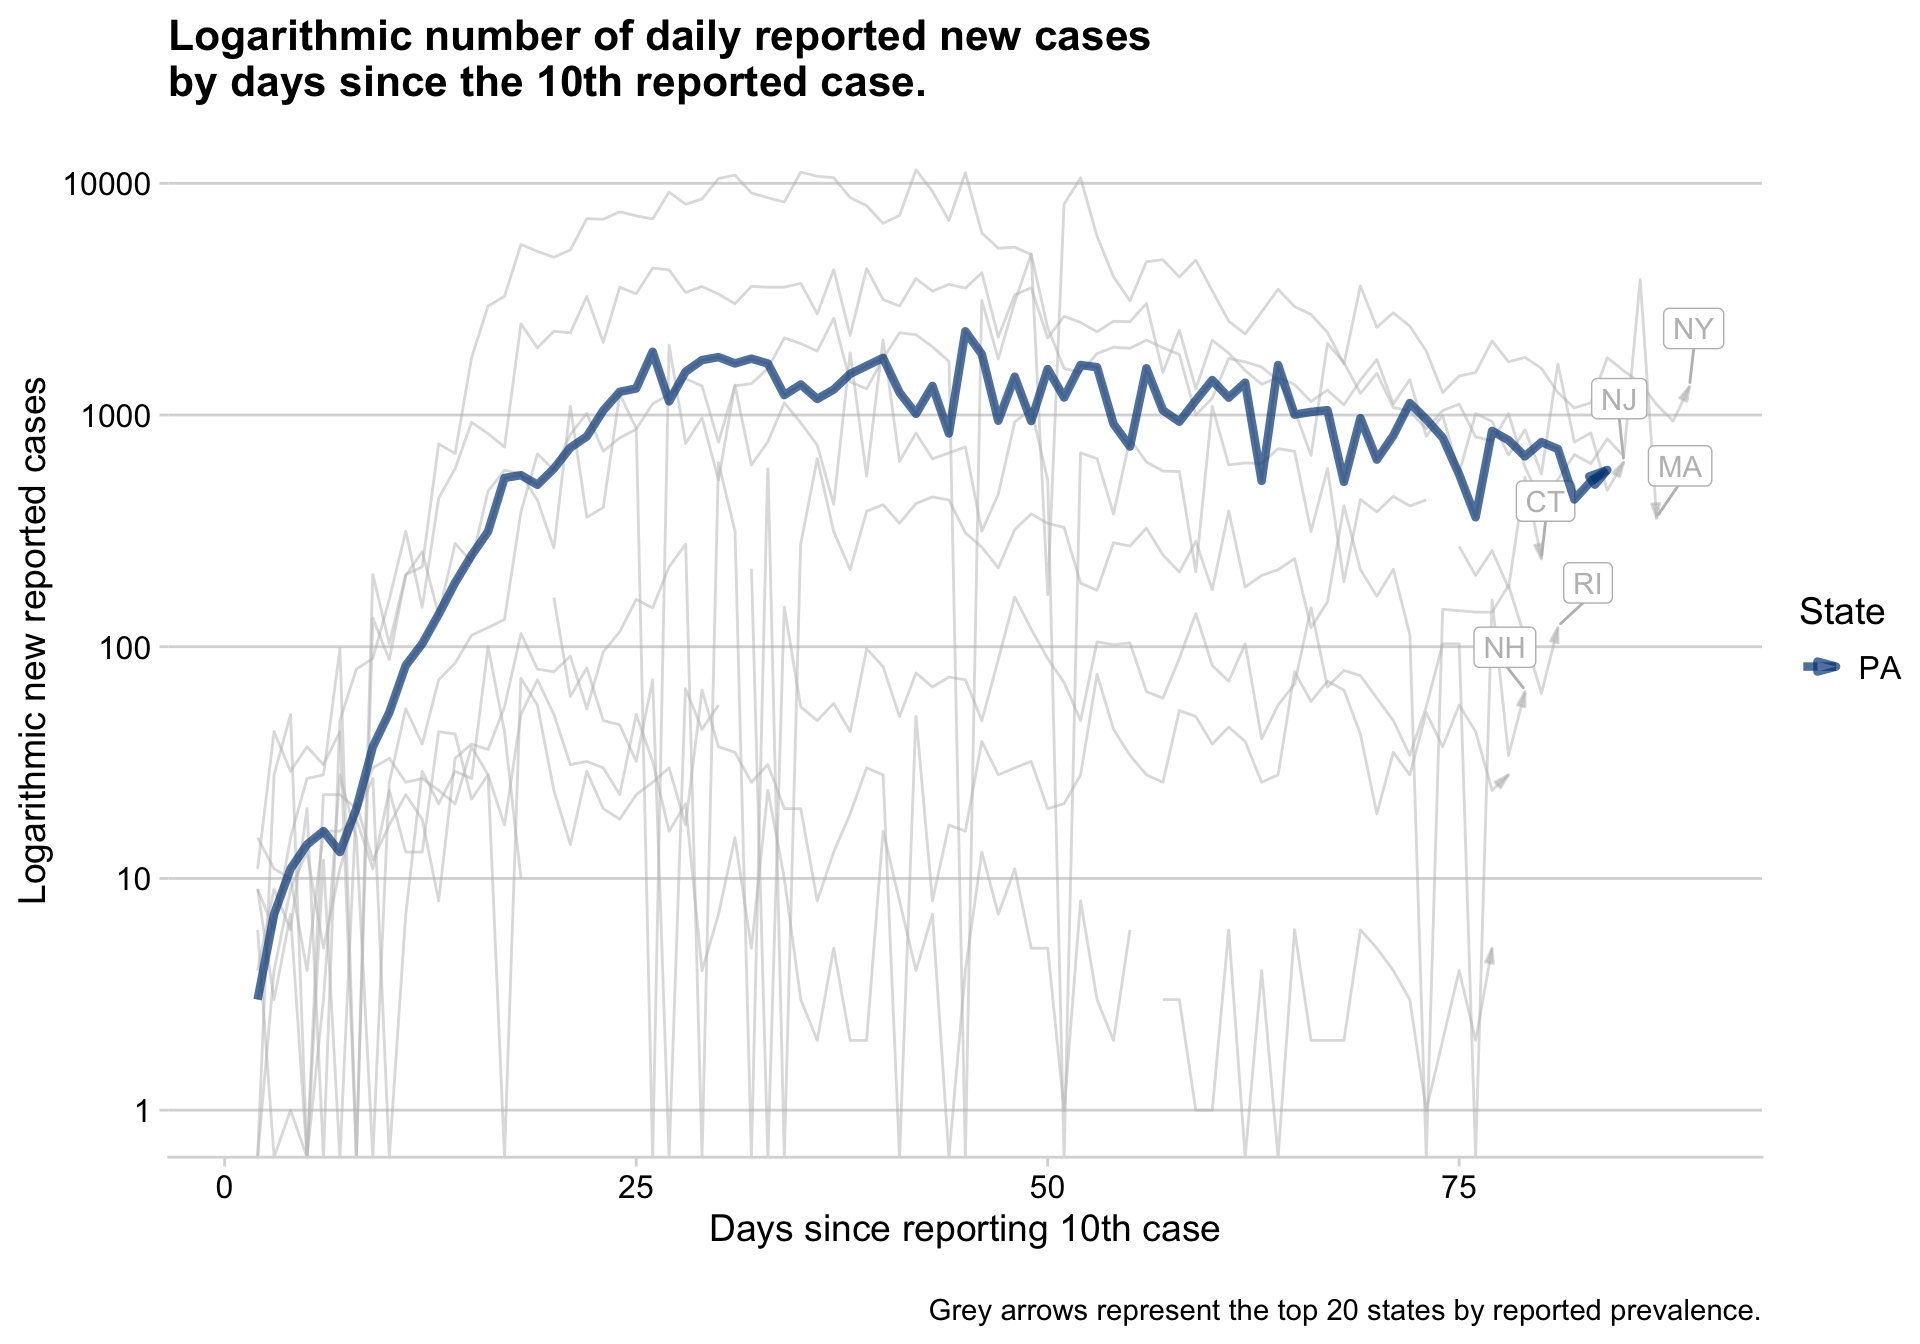 Logarithmic number of daily reported new cases
by days since the 10th reported case.
Logarithmic new reported cases
10000
1000
100
10
1
NY
NJ
MA
CT
RI
NH
State
PA
0
25
50
75
Days since reporting 10th case
Grey arrows represent the top 20 states by reported prevalence.